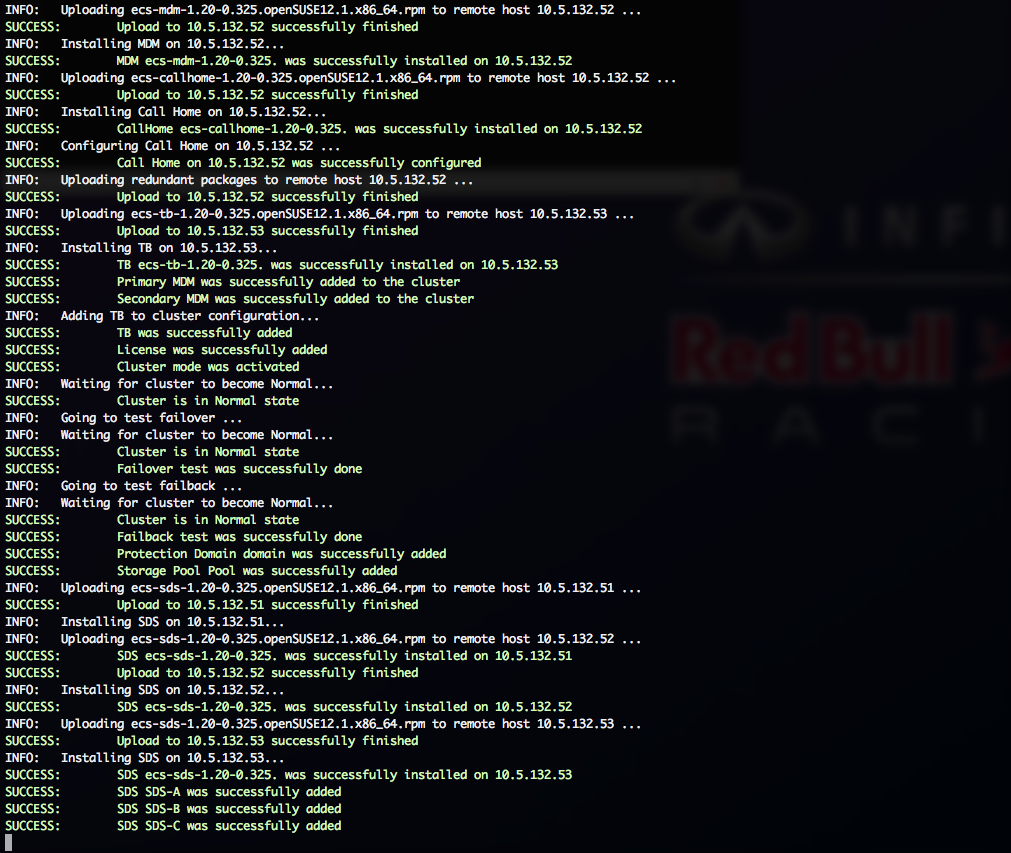 INFO:   Uploading ecs-mdm-1.20-0.325.openSUSE12.1.x86_64.rpm to remote host 10.5.132.52 ...
SUCCESS:        Upload to 10.5.132.52 successfully finished
INFO:   Installing MDM on 10.5.132.52...
SUCCESS:        MDM ecs-mdm-1.20-0.325. was successfully installed on 10.5.132.52
INFO:   Uploading ecs-callhome-1.20-0.325.openSUSE12.1.x86_64.rpm to remote host 10.5.132.52 ...
SUCCESS:        Upload to 10.5.132.52 successfully finished
INFO:   Installing Call Home on 10.5.132.52...
SUCCESS:        CallHome ecs-callhome-1.20-0.325. was successfully installed on 10.5.132.52
INFO:   Configuring Call Home on 10.5.132.52 ...
SUCCESS:        Call Home on 10.5.132.52 was successfully configured
INFO:   Uploading redundant packages to remote host 10.5.132.52 ...
SUCCESS:        Upload to 10.5.132.52 successfully finished
INFO:   Uploading ecs-tb-1.20-0.325.openSUSE12.1.x86_64.rpm to remote host 10.5.132.53 ...
SUCCESS:        Upload to 10.5.132.53 successfully finished
INFO:   Installing TB on 10.5.132.53...
SUCCESS:        TB ecs-tb-1.20-0.325. was successfully installed on 10.5.132.53
SUCCESS:        Primary MDM was successfully added to the cluster
SUCCESS:        Secondary MDM was successfully added to the cluster
INFO:   Adding TB to cluster configuration...
SUCCESS:        TB was successfully added
SUCCESS:        License was successfully added
SUCCESS:        Cluster mode was activated
INFO:   Waiting for cluster to become Normal...
SUCCESS:        Cluster is in Normal state
INFO:   Going to test failover ...
INFO:   Waiting for cluster to become Normal...
SUCCESS:        Cluster is in Normal state
SUCCESS:        Failover test was successfully done
INFO:   Going to test failback ...
INFO:   Waiting for cluster to become Normal...
SUCCESS:        Cluster is in Normal state
SUCCESS:        Failback test was successfully done
SUCCESS:        Protection Domain domain was successfully added
SUCCESS:        Storage Pool Pool was successfully added
INFO:   Uploading ecs-sds-1.20-0.325.openSUSE12.1.x86_64.rpm to remote host 10.5.132.51 ...
SUCCESS:        Upload to 10.5.132.51 successfully finished
INFO:   Installing SDS on 10.5.132.51...
INFO:   Uploading ecs-sds-1.20-0.325.openSUSE12.1.x86_64.rpm to remote host 10.5.132.52 ...
SUCCESS:        SDS ecs-sds-1.20-0.325. was successfully installed on 10.5.132.51
SUCCESS:        Upload to 10.5.132.52 successfully finished
INFO:   Installing SDS on 10.5.132.52...
SUCCESS:        SDS ecs-sds-1.20-0.325. was successfully installed on 10.5.132.52
INFO:   Uploading ecs-sds-1.20-0.325.openSUSE12.1.x86_64.rpm to remote host 10.5.132.53 ...
SUCCESS:        Upload to 10.5.132.53 successfully finished
INFO:   Installing SDS on 10.5.132.53...
SUCCESS:        SDS ecs-sds-1.20-0.325. was successfully installed on 10.5.132.53
SUCCESS:        SDS SDS-A was successfully added
SUCCESS:        SDS SDS-B was successfully added
SUCCESS:        SDS SDS-C was successfully added
INFI
Red Bull
RACI